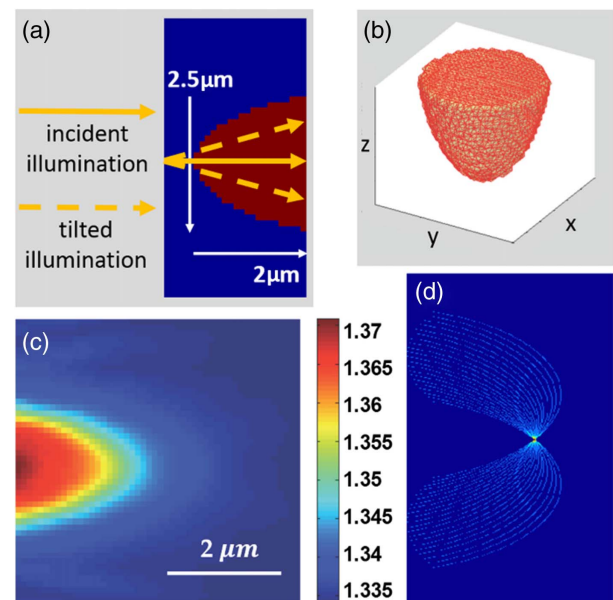 (a)
2.5μm
incident
illumination
tilted
illumination
2μm
(b)
z
y
x
(c)
2 μm
1.37
1.365
1.36
1.355
1.35
1.345
1.34
1.335
(d)